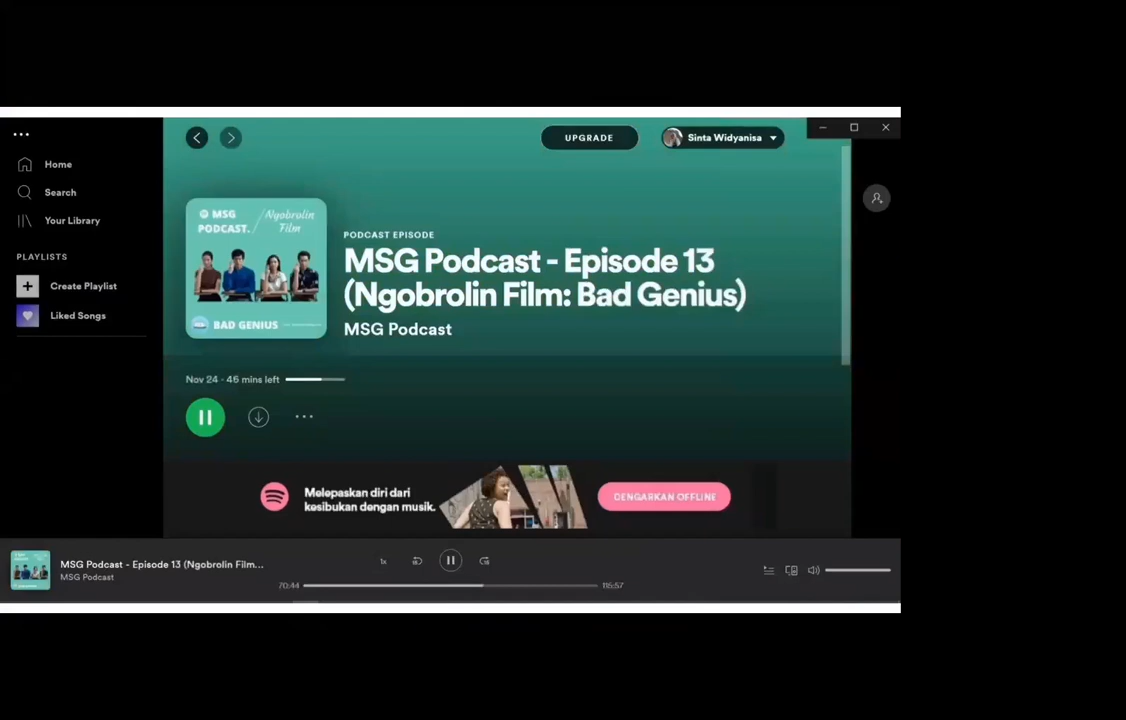 Home
Search
Your Library
PLAYLISTS
Create Playlist
Liked Songs
UPGRADE
Sinta Widyanisa
MSG
PODCAST.
Ngobrolin
Film
BAD GENIUS
PODCAST EPISODE
MSG Podcast - Episode 13
(Ngobrolin Film: Bad Genius)
MSG Podcast
Nov 24 - 46 mins left
Melepaskan diri dari
kesibukan dengan musik.
DENGARKAN OFFLINE
MSG Podcast - Episode 13 (Ngobrolin Film...
MSG Podcast
1x
70:44
116:57